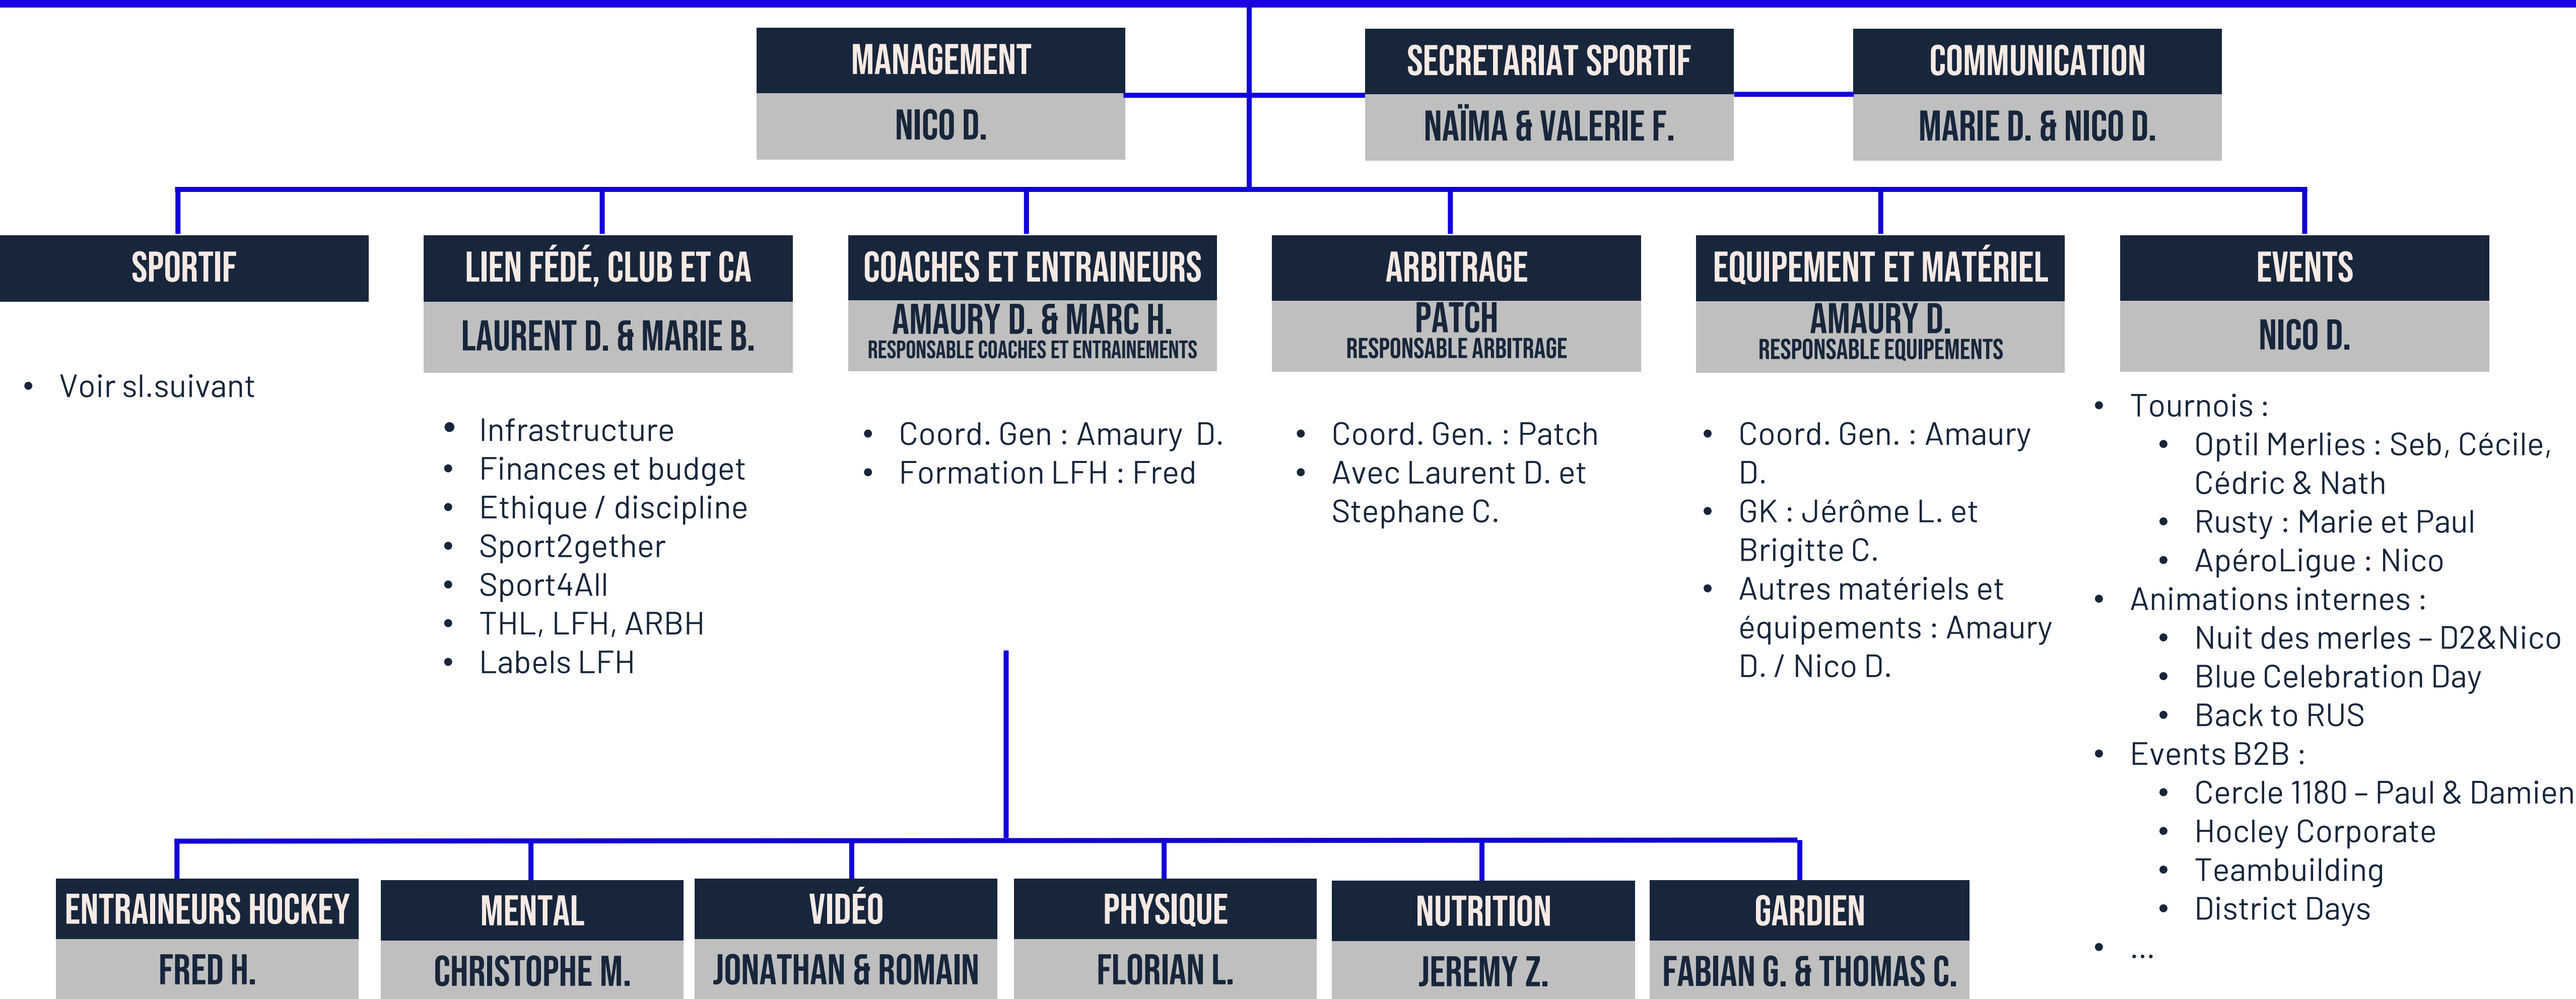 MANAGEMENT
NICO D.
SECRETARIAT SPORTIF
NAÏMA & VALERIE F.
COMMUNICATION
MARIE D. & NICO D.
SPORTIF
• Voir sl.suivant
LIEN FÉDÉ, CLUB ET CA
LAURENT D. & MARIE B.
• Infrastructure
• Finances et budget
• Ethique / discipline
• Sport2gether
• Sport4All
• THL, LFH, ARBH
• Labels LFH
COACHES ET ENTRAINEURS
AMAURY D. & MARC H.
RESPONSABLE COACHES ET ENTRAINEMENTS
• Coord. Gen : Amaury D.
• Formation LFH : Fred
ARBITRAGE
PATCH
RESPONSABLE ARBITRAGE
• Coord. Gen. : Patch
• Avec Laurent D. et
Stephane C.
EQUIPEMENT ET MATÉRIEL
AMAURY D.
RESPONSABLE EQUIPEMENTS
• Coord. Gen. : Amaury
D.
• GK : Jérôme L. et
Brigitte C.
• Autres matériels et
équipements : Amaury
D. / Nico D.
EVENTS
NICO D.
• Tournois :
• Optil Merlies : Seb, Cécile,
Cédric & Nath
• Rusty : Marie et Paul
• ApéroLigue : Nico
• Animations internes :
• Nuit des merles – D2&Nico
• Blue Celebration Day
• Back to RUS
• Events B2B :
• Cercle 1180 – Paul & Damien
• Hocley Corporate
• Teambuilding
• District Days
• ...
ENTRAINEURS HOCKEY
FRED H.
MENTAL
CHRISTOPHE M.
VIDÉO
JONATHAN & ROMAIN
PHYSIQUE
FLORIAN L.
NUTRITION
JEREMY Z.
GARDIEN
FABIAN G. & THOMAS C.